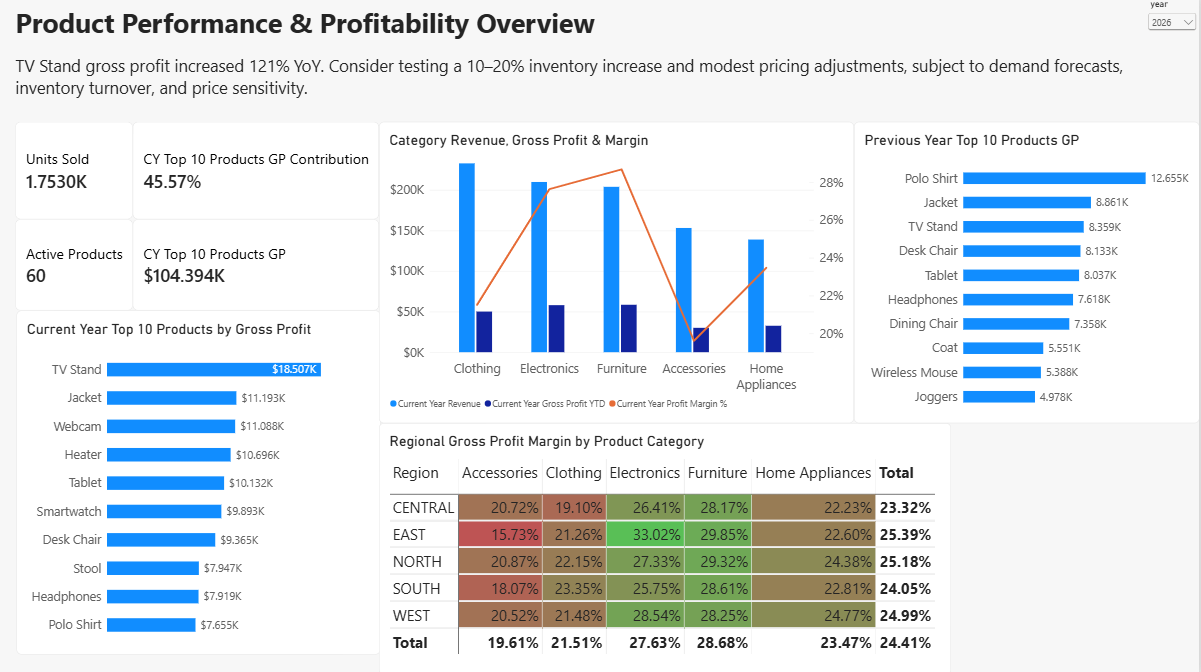 Product Performance & Profitability Overview
year
2026
TV Stand gross profit increased 121% YoY. Consider testing a 10–20% inventory increase and modest pricing adjustments, subject to demand forecasts,
inventory turnover, and price sensitivity.
Units Sold
1.7530K
CY Top 10 Products GP Contribution
45.57%
Active Products
60
CY Top 10 Products GP
$104.394K
Current Year Top 10 Products by Gross Profit
TV Stand $18.507K
Jacket $11.193K
Webcam $11.088K
Heater $10.696K
Tablet $10.132K
Smartwatch $9.893K
Desk Chair $9.365K
Stool $7.947K
Headphones $7.919K
Polo Shirt $7.655K
Category Revenue, Gross Profit & Margin
$200K 28%
26%
$150K
24%
$100K
22%
$50K
20%
$0K
Clothing Electronics Furniture Accessories Home
Appliances
Current Year Revenue Current Year Gross Profit YTD Current Year Profit Margin %
Previous Year Top 10 Products GP
Polo Shirt 12.655K
Jacket 8.861K
TV Stand 8.359K
Desk Chair 8.133K
Tablet 8.037K
Headphones 7.618K
Dining Chair 7.358K
Coat 5.551K
Wireless Mouse 5.388K
Joggers 4.978K
Regional Gross Profit Margin by Product Category
Region Accessories Clothing Electronics Furniture Home Appliances Total
CENTRAL 20.72% 19.10% 26.41% 28.17% 22.23% 23.32%
EAST 15.73% 21.26% 33.02% 29.85% 22.60% 25.39%
NORTH 20.87% 22.15% 27.33% 29.32% 24.38% 25.18%
SOUTH 18.07% 23.35% 25.75% 28.61% 22.81% 24.05%
WEST 20.52% 21.48% 28.54% 28.25% 24.77% 24.99%
Total 19.61% 21.51% 27.63% 28.68% 23.47% 24.41%